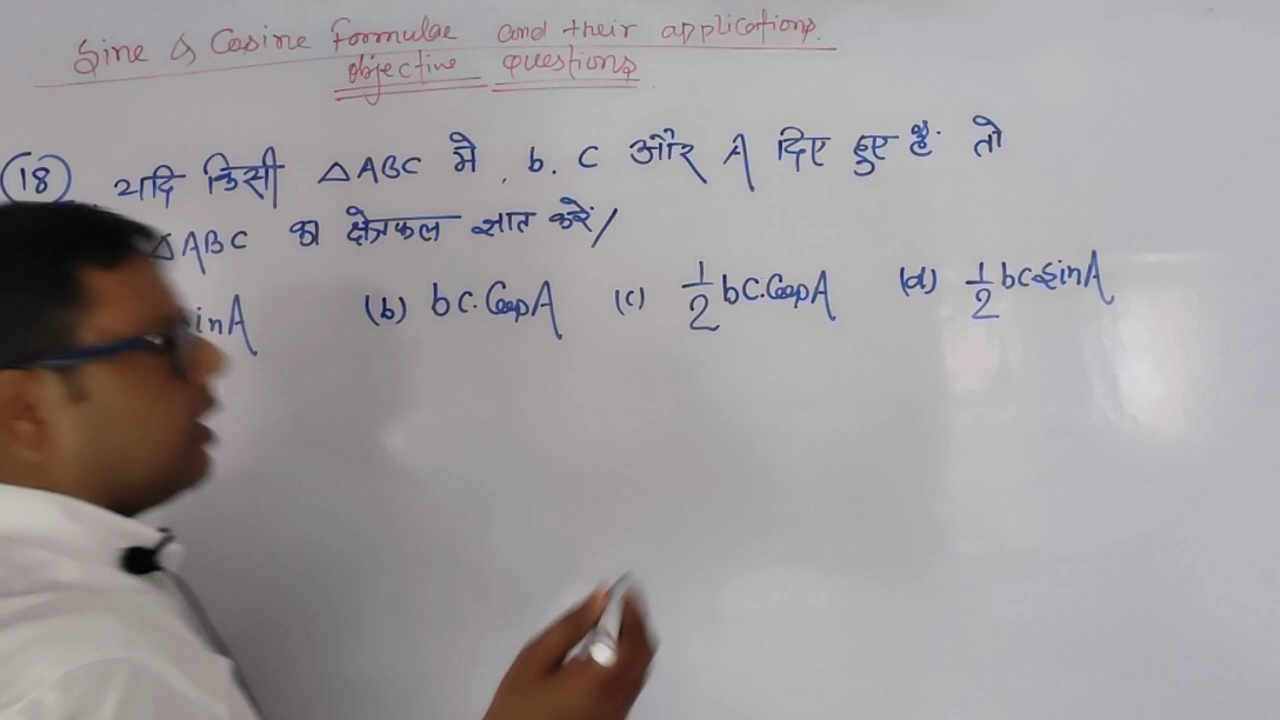 Sine & Cosine formulae and their applications.
objective questions
(18) यदि किसी △ABC मे, b. c और A दिए हुए हैं तो
△ABC का क्षेत्रफल ज्ञात करें/
inA (b) bc.CosA (c) 1/2 bc.CosA (d) 1/2 bc.sinA